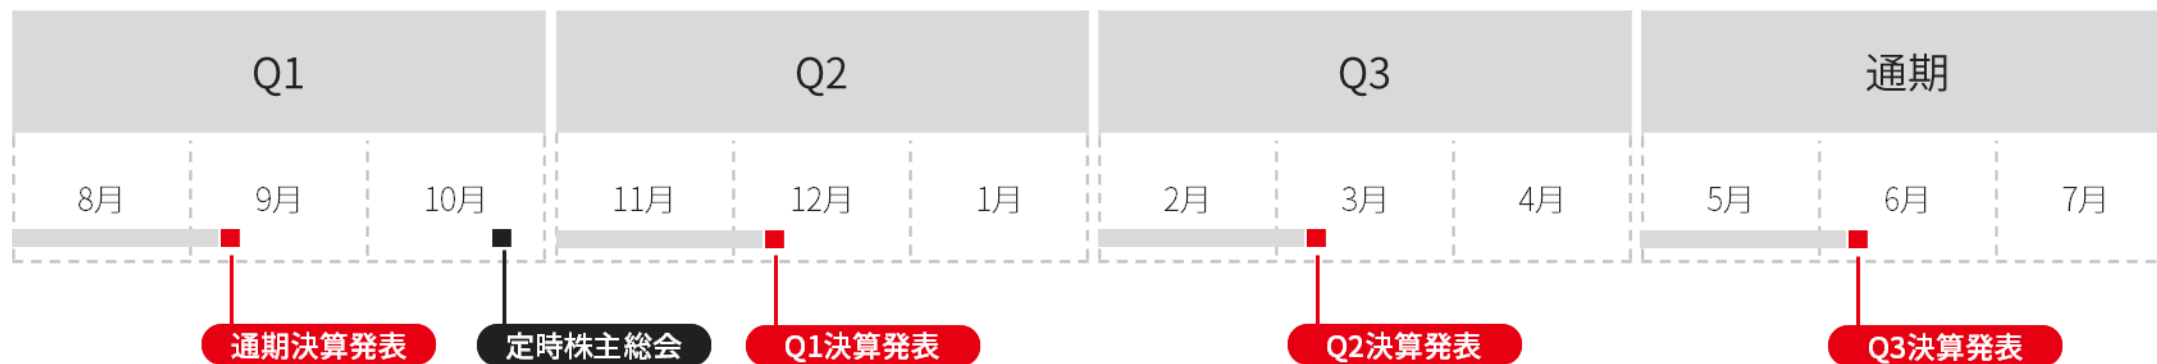 Q1 Q2 Q3 通期
8月 9月 10月 11月 12月 1月 2月 3月 4月 5月 6月 7月
通期決算発表 定時株主総会 Q1決算発表 Q2決算発表 Q3決算発表